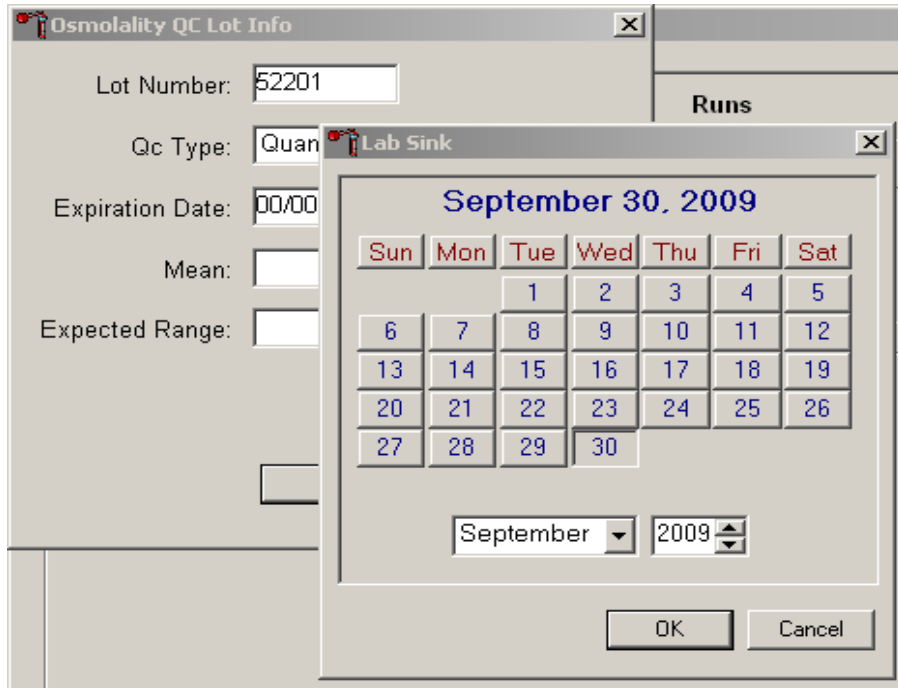 Osmolality QC Lot Info
Lot Number: 52201
Runs
Qc Type: Quan
Expiration Date: 00/00
Mean:
Expected Range:
Lab Sink
September 30, 2009
Sun Mon Tue Wed Thu Fri Sat
1 2 3 4 5
6 7 8 9 10 11 12
13 14 15 16 17 18 19
20 21 22 23 24 25 26
27 28 29 30
September 2009
OK Cancel